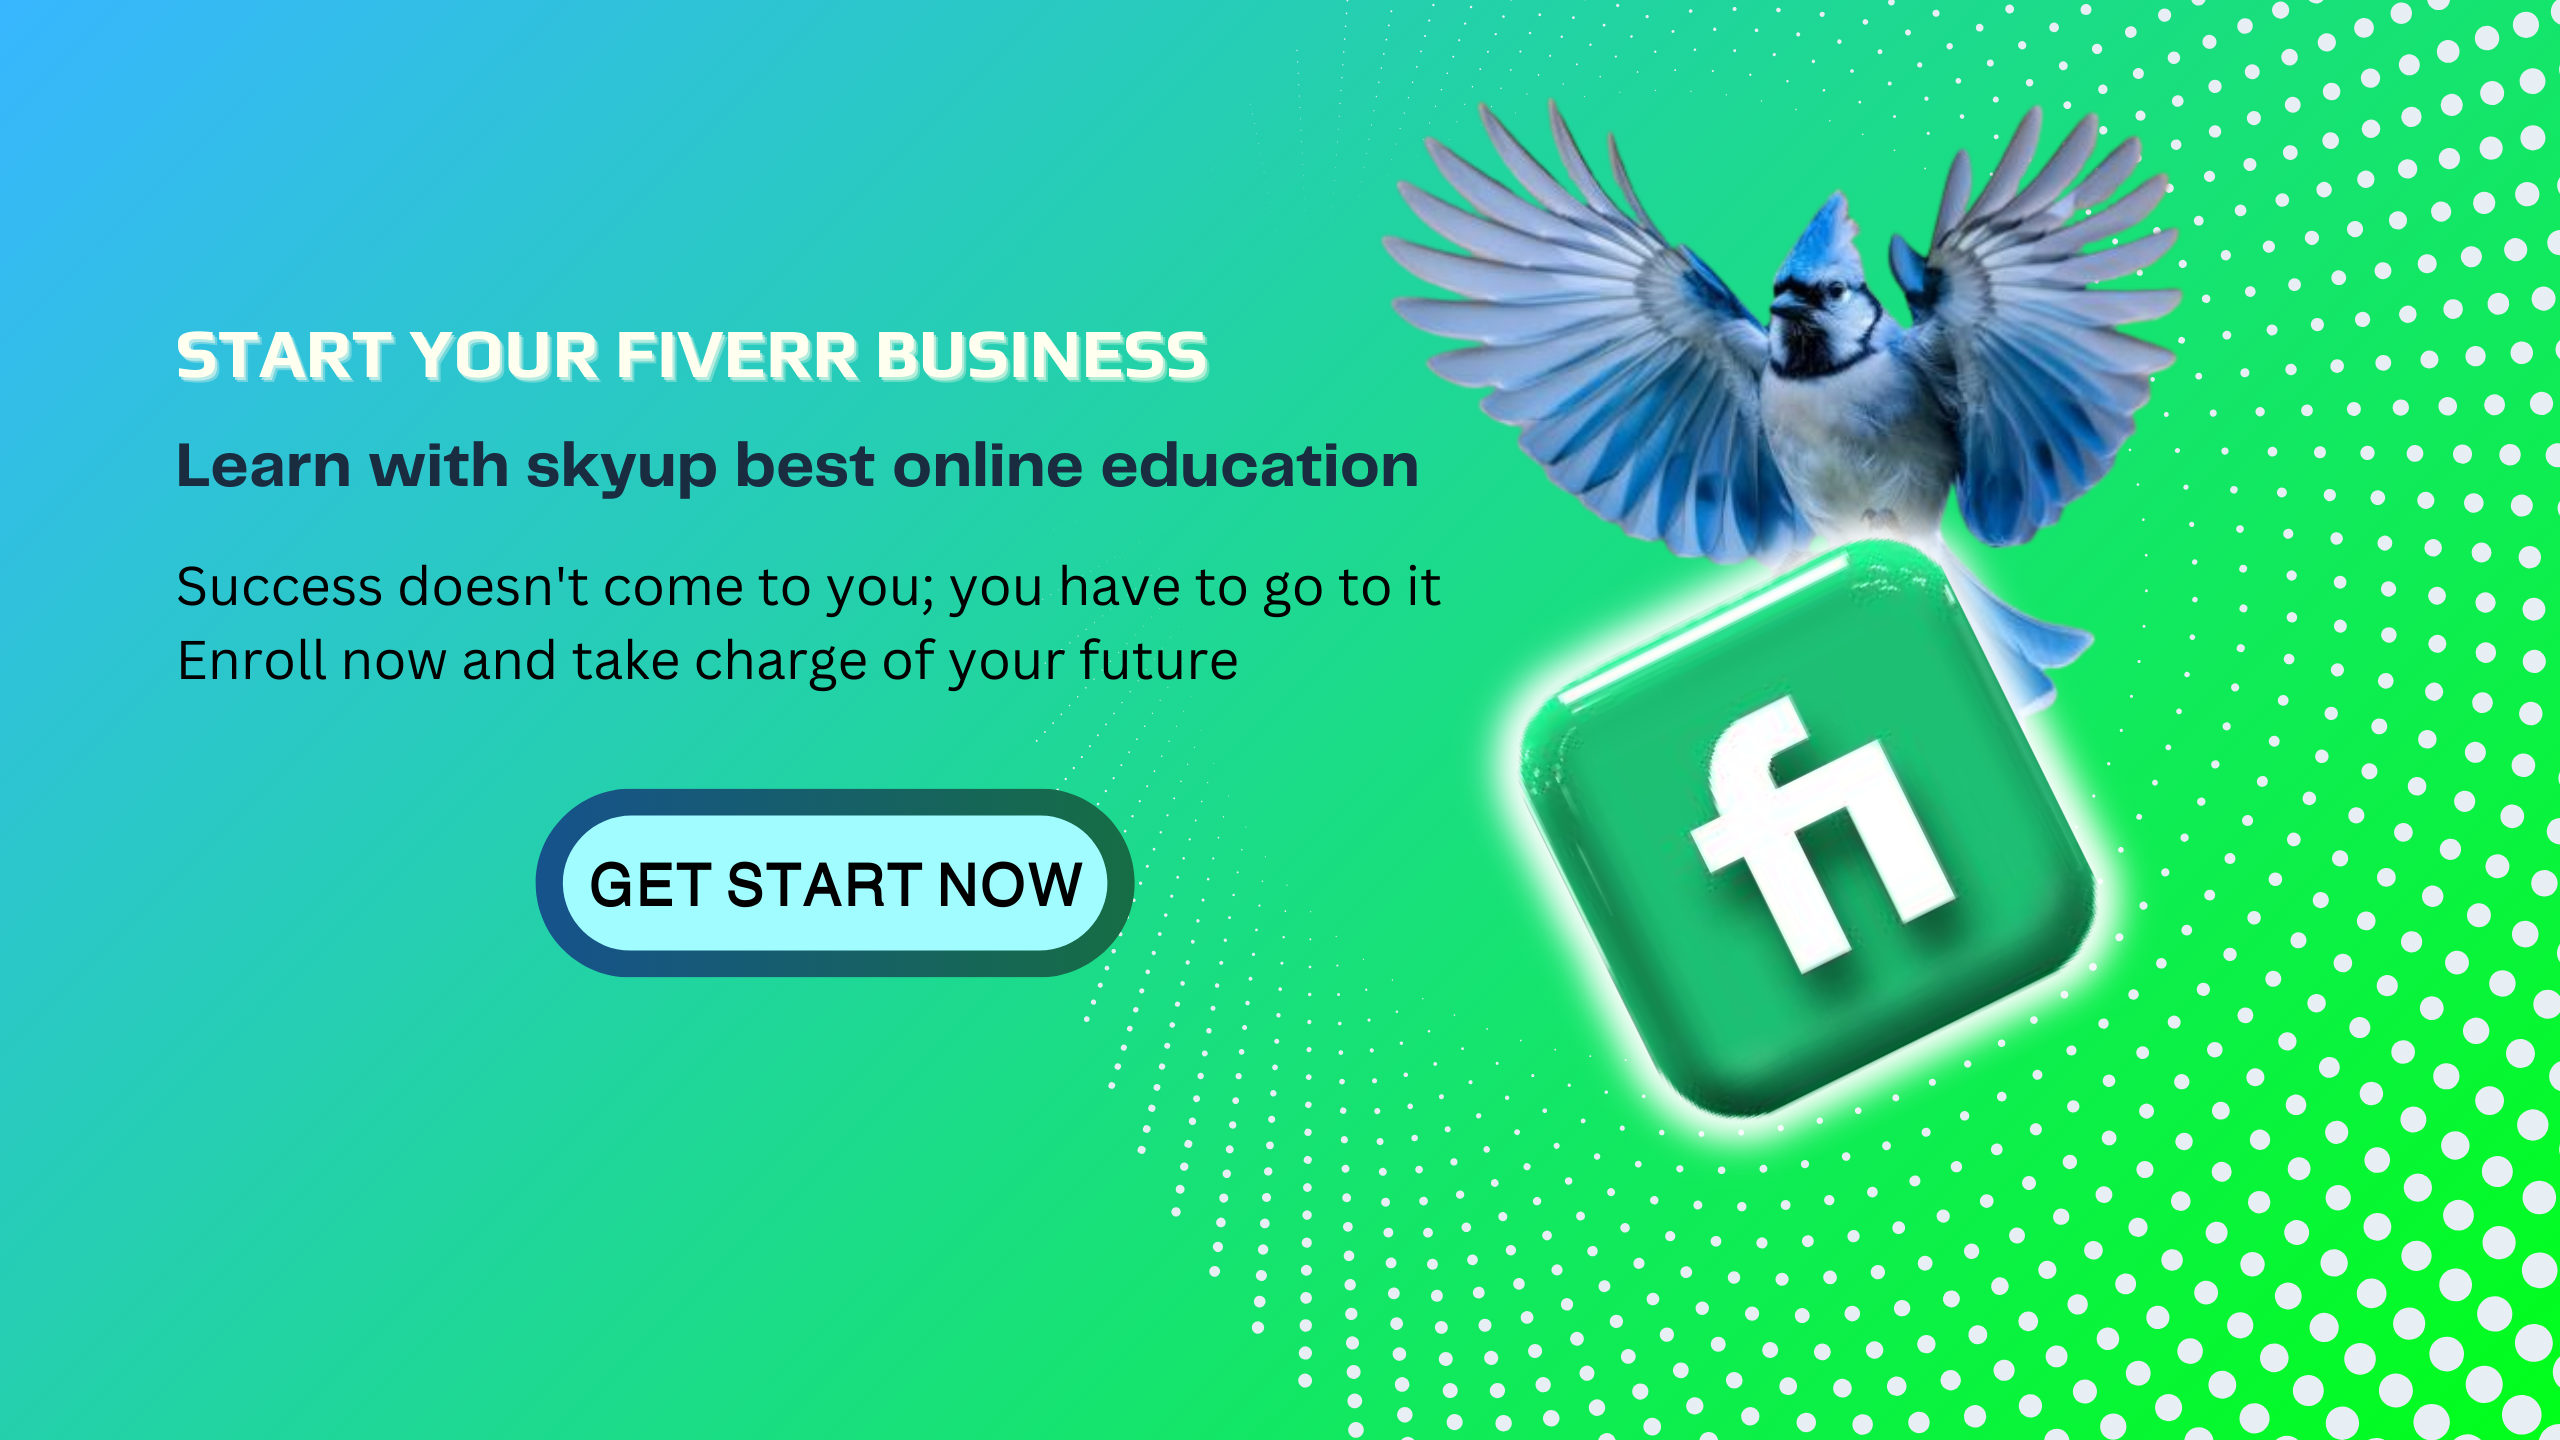 START YOUR FIVERR BUSINESS
Learn with skyup best online education
Success doesn't come to you; you have to go to it
Enroll now and take charge of your future
GET START NOW
fi